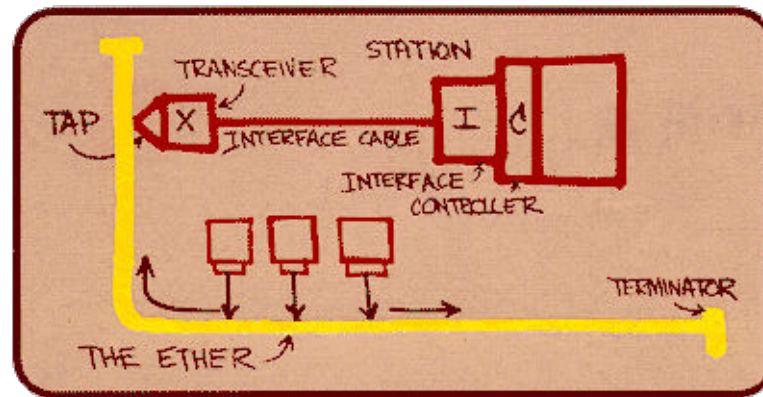 STATION
TRANSCEIVER
TAP
X
I
C
INTERFACE CABLE
INTERFACE
CONTROLLER
TERMINATOR
THE ETHER